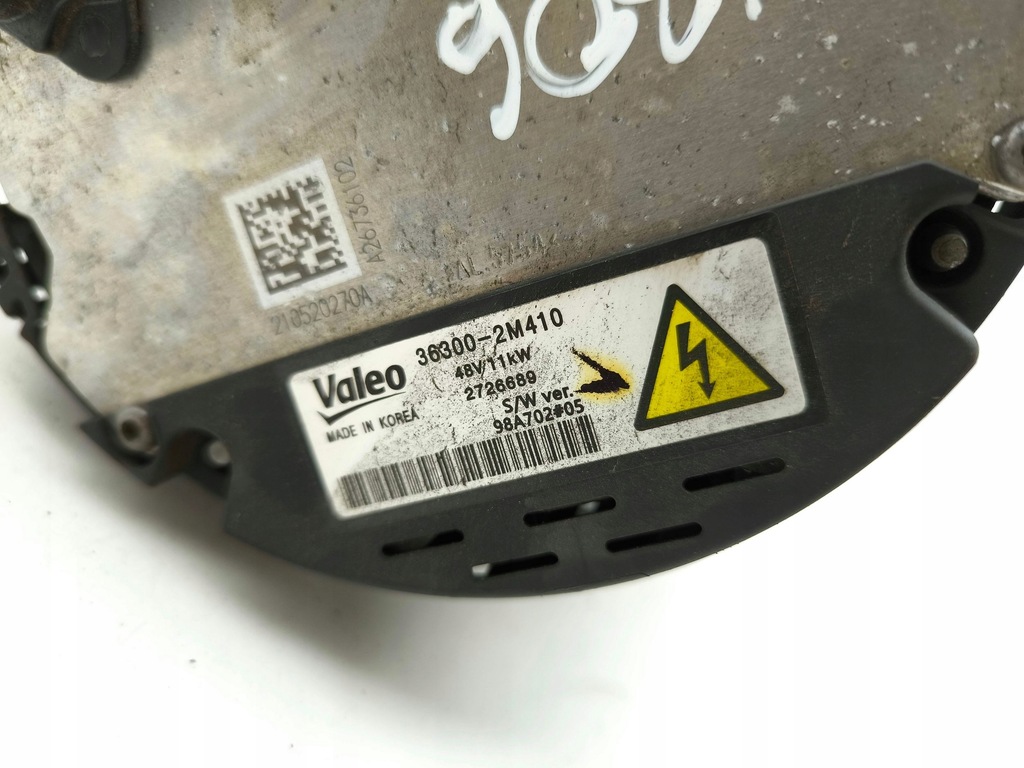 A26736102
210520270A
Valeo
36300-2M410
48V/11kW
2726689
S/W ver.
98A702#05
MADE IN KOREA